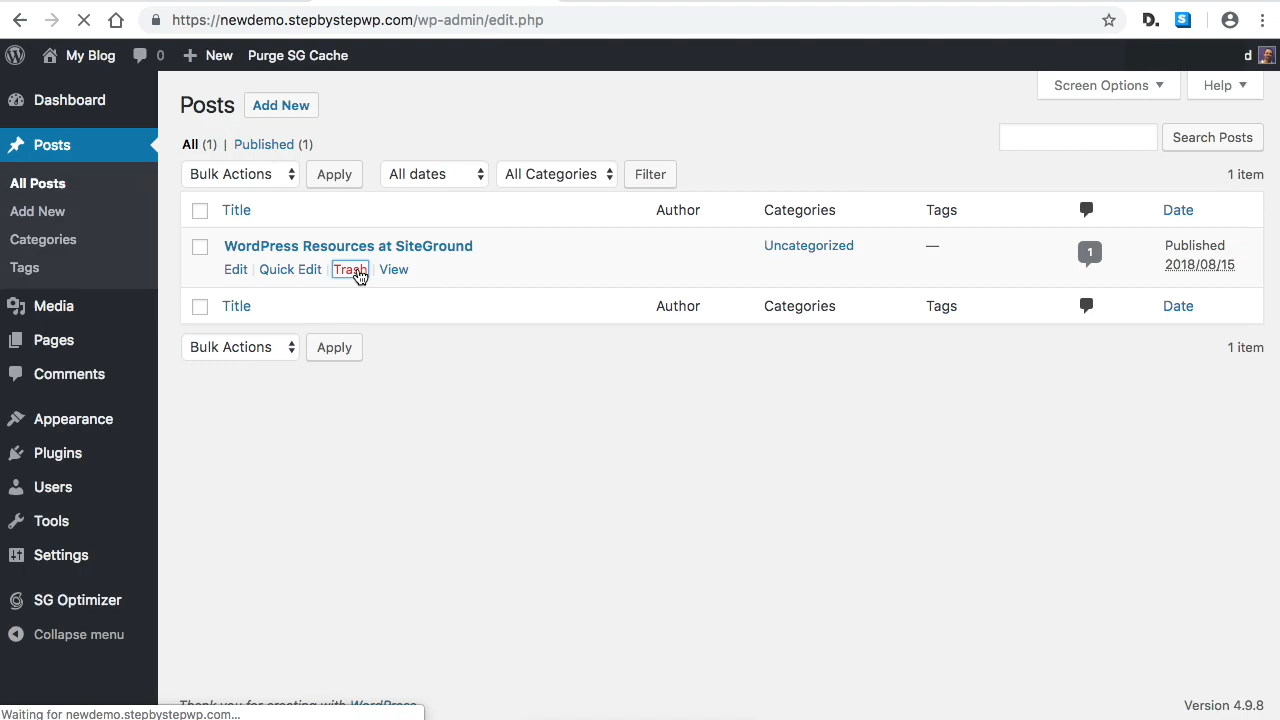 https://newdemo.stepbystepwp.com/wp-admin/edit.php
D. S
My Blog 0 New Purge SG Cache d
Dashboard
Posts
All Posts
Add New
Categories
Tags
Media
Pages
Comments
Appearance
Plugins
Users
Tools
Settings
SG Optimizer
Collapse menu
Screen Options Help
Posts Add New
All (1) | Published (1)
Search Posts
Bulk Actions Apply All dates All Categories Filter 1 item
Title Author Categories Tags Date
WordPress Resources at SiteGround Uncategorized — 1 Published
Edit | Quick Edit | Trash | View 2018/08/15
Title Author Categories Tags Date
Bulk Actions Apply 1 item
Thank you for creating with WordPress Version 4.9.8
Waiting for newdemo.stepbystepwp.com...